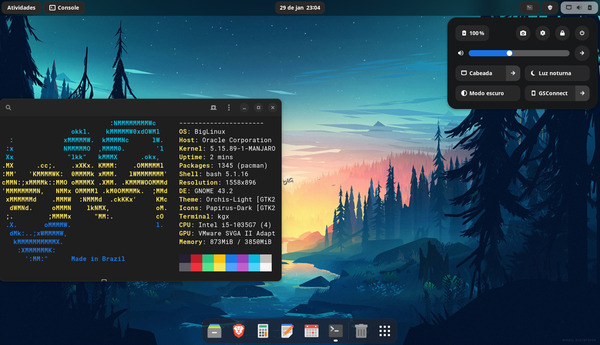 Atividades Console 29 de jan 23:04
100 %
Cabeada Luz noturna
Modo escuro GSConnect
--------------------
OS: BigLinux
Host: Oracle Corporation
Kernel: 5.15.89-1-MANJARO
Uptime: 2 mins
Packages: 1345 (pacman)
Shell: bash 5.1.16
Resolution: 1558x896
DE: GNOME 43.2
Theme: Orchis-Light [GTK2
Icons: Papirus-Dark [GTK2
Terminal: kgx
CPU: Intel i5-1035G7 (4)
GPU: VMware SVGA II Adapt
Memory: 873MiB / 3850MiB
Made in Brazil